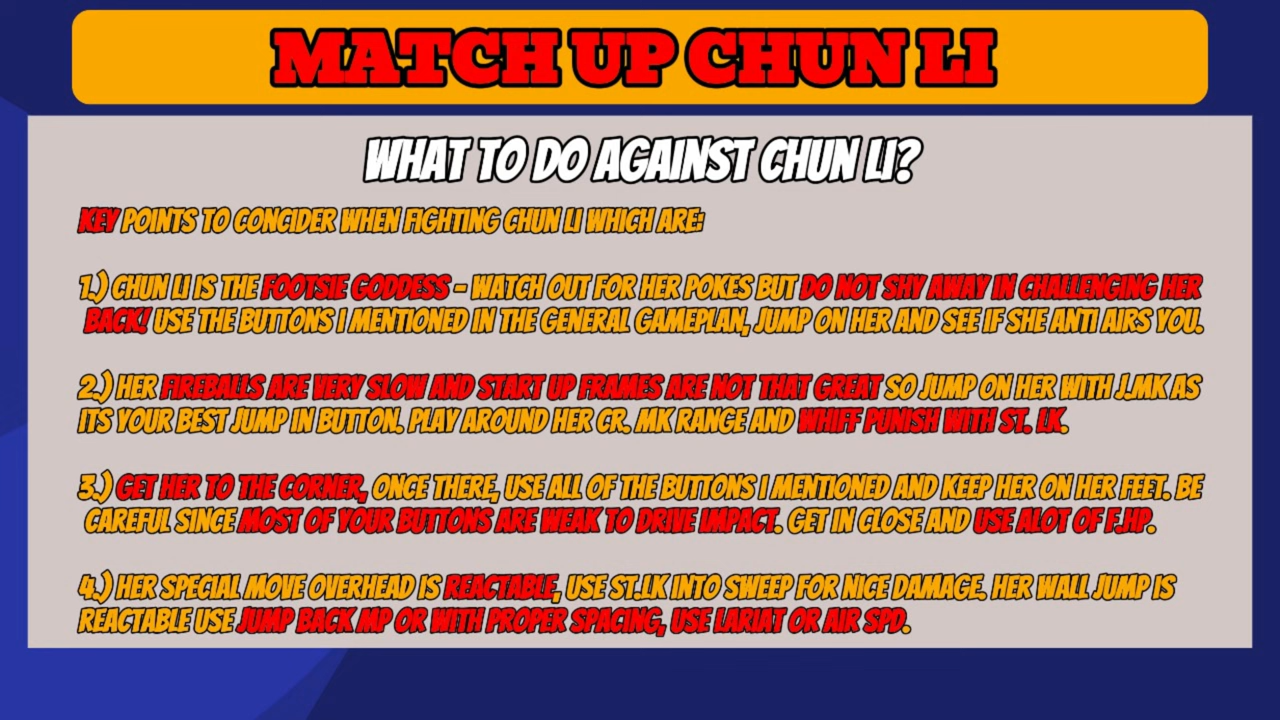 MATCH UP CHUN LI
WHAT TO DO AGAINST CHUN LI?
KEY POINTS TO CONCIDER WHEN FIGHTING CHUN LI WHICH ARE:
1.) CHUN LI IS THE FOOTSIE GODDESS - WATCH OUT FOR HER POKES BUT DO NOT SHY AWAY IN CHALLENGING HER
BACK! USE THE BUTTONS I MENTIONED IN THE GENERAL GAMEPLAN, JUMP ON HER AND SEE IF SHE ANTI AIRS YOU.
2.) HER FIREBALLS ARE VERY SLOW AND START UP FRAMES ARE NOT THAT GREAT SO JUMP ON HER WITH J.MK AS
ITS YOUR BEST JUMP IN BUTTON. PLAY AROUND HER CR. MK RANGE AND WHIFF PUNISH WITH ST. LK.
3.) GET HER TO THE CORNER, ONCE THERE, USE ALL OF THE BUTTONS I MENTIONED AND KEEP HER ON HER FEET. BE
CAREFUL SINCE MOST OF YOUR BUTTONS ARE WEAK TO DRIVE IMPACT. GET IN CLOSE AND USE ALOT OF F.HP.
4.) HER SPECIAL MOVE OVERHEAD IS REACTABLE, USE ST.LK INTO SWEEP FOR NICE DAMAGE. HER WALL JUMP IS
REACTABLE USE JUMP BACK MP OR WITH PROPER SPACING, USE LARIAT OR AIR SPD.